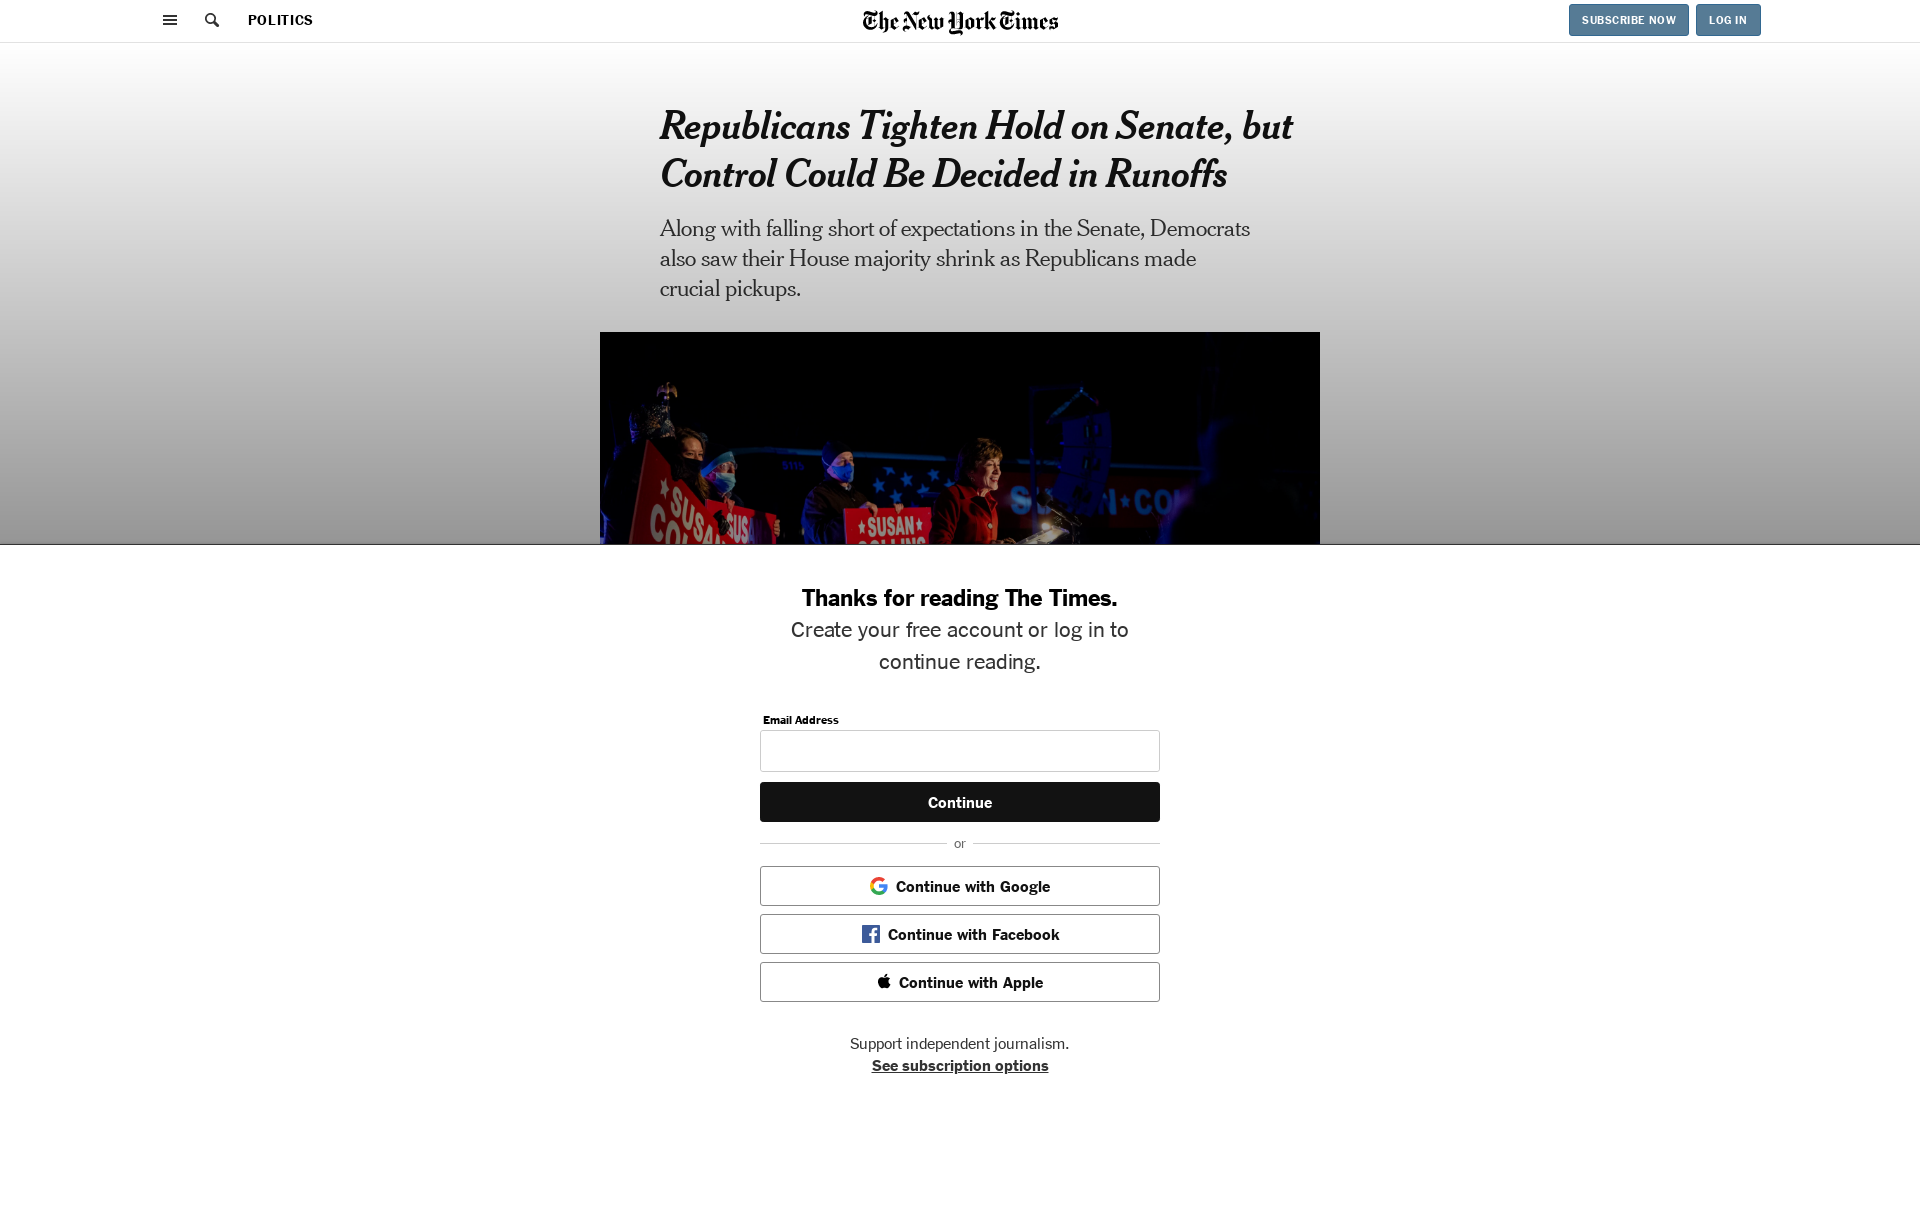 POLITICS
The New York Times
SUBSCRIBE NOW
LOG IN
Republicans Tighten Hold on Senate, but
Control Could Be Decided in Runoffs
Along with falling short of expectations in the Senate, Democrats
also saw their House majority shrink as Republicans made
crucial pickups.
SUSAN
SUSAN
COLLINS
Thanks for reading The Times.
Create your free account or log in to
continue reading.
Email Address
Continue
or
Continue with Google
Continue with Facebook
Continue with Apple
Support independent journalism.
See subscription options